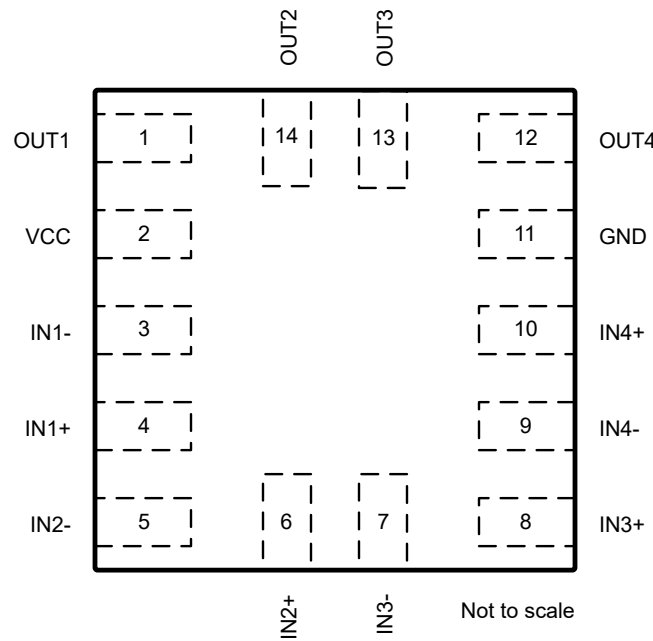 OUT2
OUT3
OUT1
1
14
13
12
OUT4
VCC
2
11
GND
IN1-
3
10
IN4+
IN1+
4
9
IN4-
IN2-
5
6
7
8
IN3+
IN2+
IN3-
Not to scale